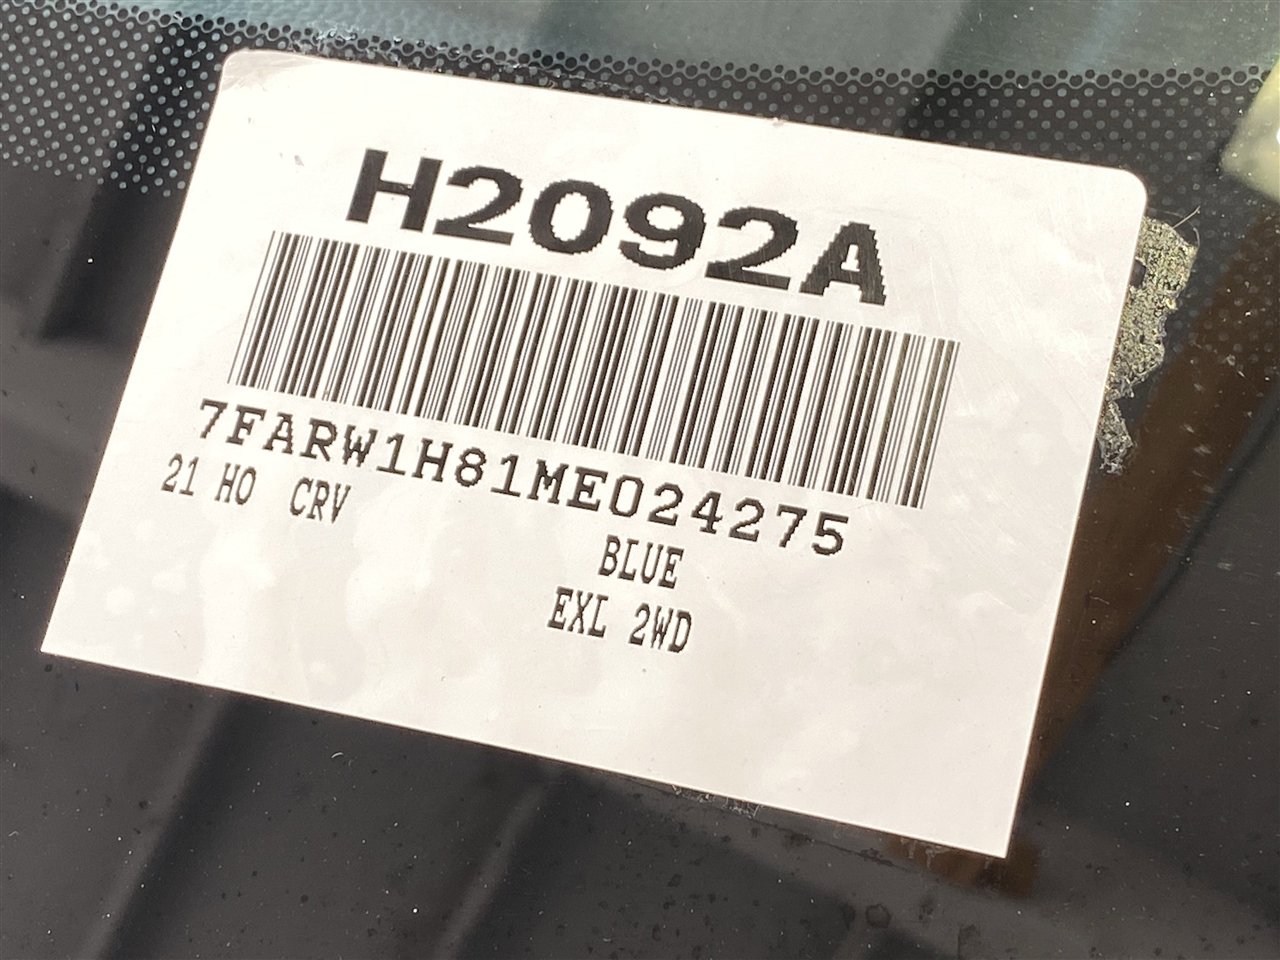 H2092A
7FARW1H81ME024275
21 HO CRV
BLUE
EXL 2WD